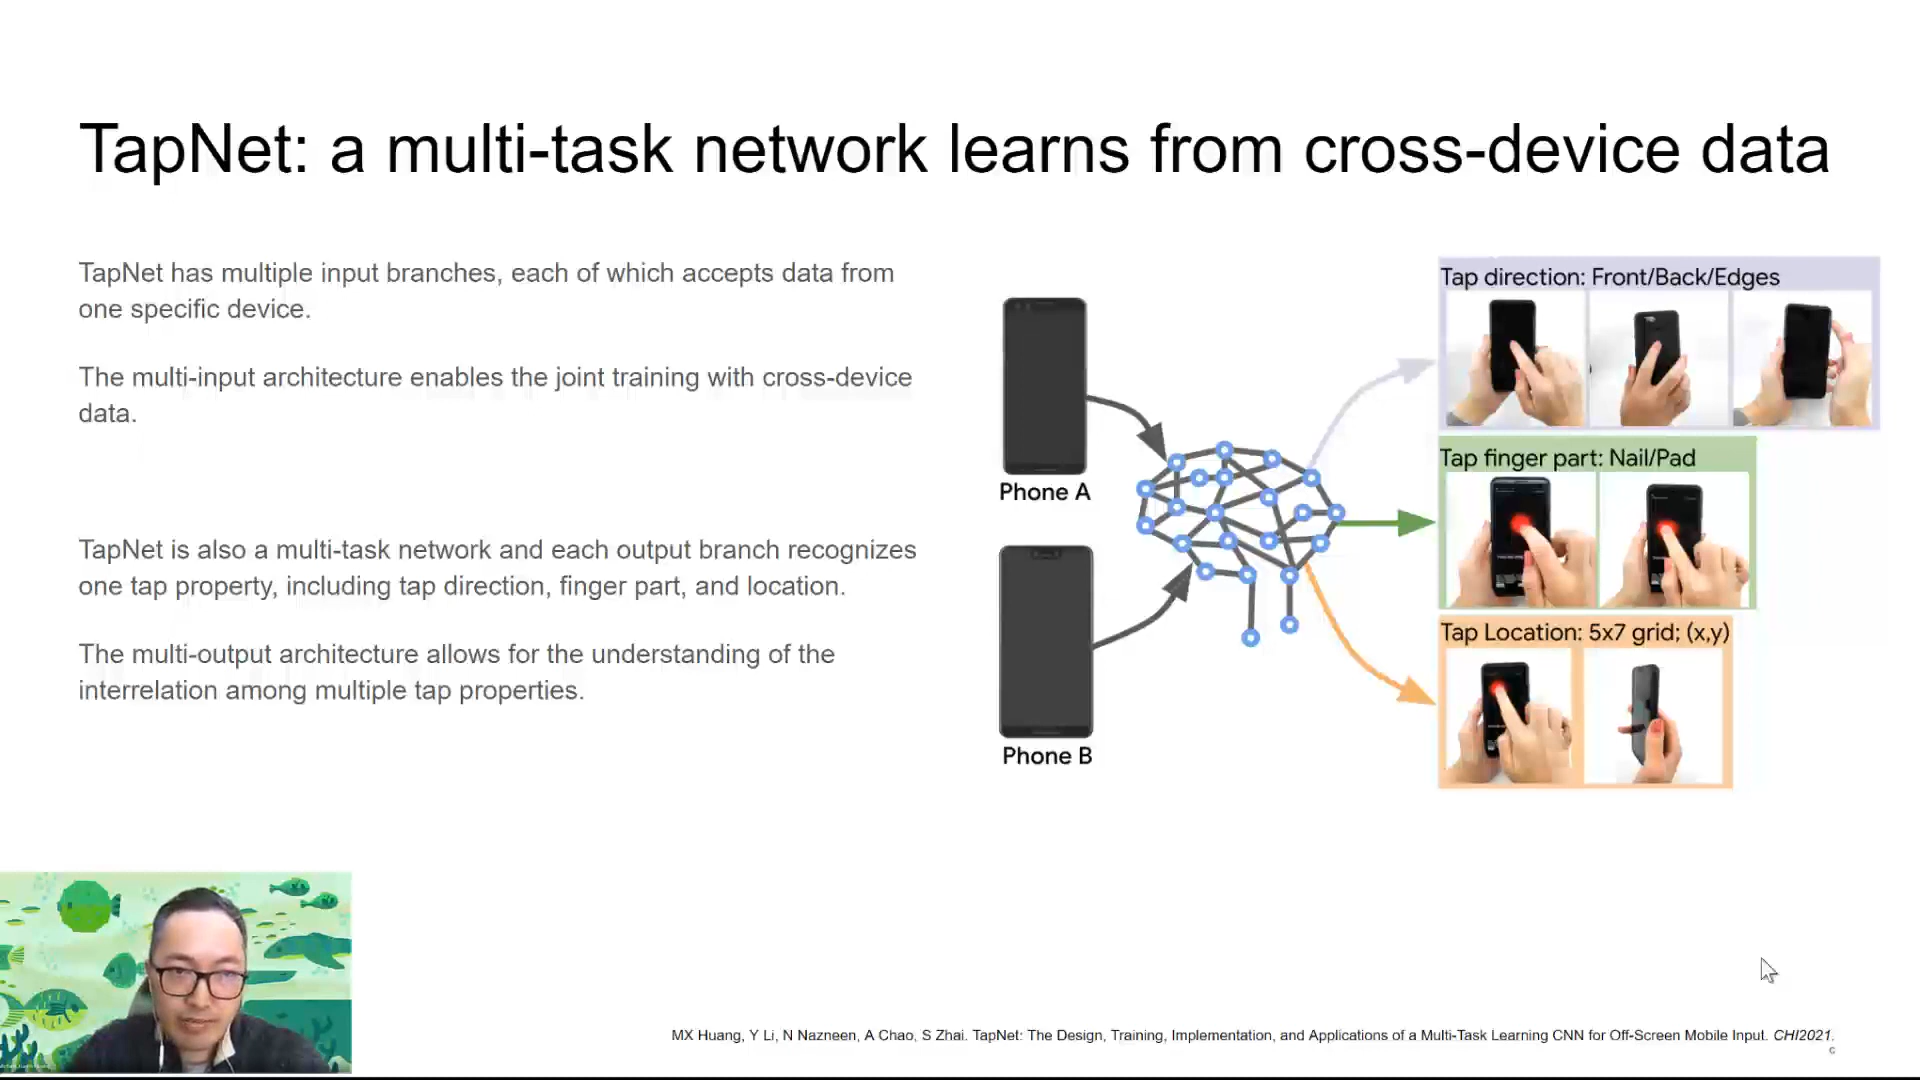 TapNet: a multi-task network learns from cross-device data
TapNet has multiple input branches, each of which accepts data from
one specific device.
The multi-input architecture enables the joint training with cross-device
data.
TapNet is also a multi-task network and each output branch recognizes
one tap property, including tap direction, finger part, and location.
The multi-output architecture allows for the understanding of the
interrelation among multiple tap properties.
Phone A
Phone B
Tap direction: Front/Back/Edges
Tap finger part: Nail/Pad
Tap Location: 5x7 grid; (x,y)
MX Huang, Y Li, N Nazneen, A Chao, S Zhai. TapNet: The Design, Training, Implementation, and Applications of a Multi-Task Learning CNN for Off-Screen Mobile Input. CHI2021.